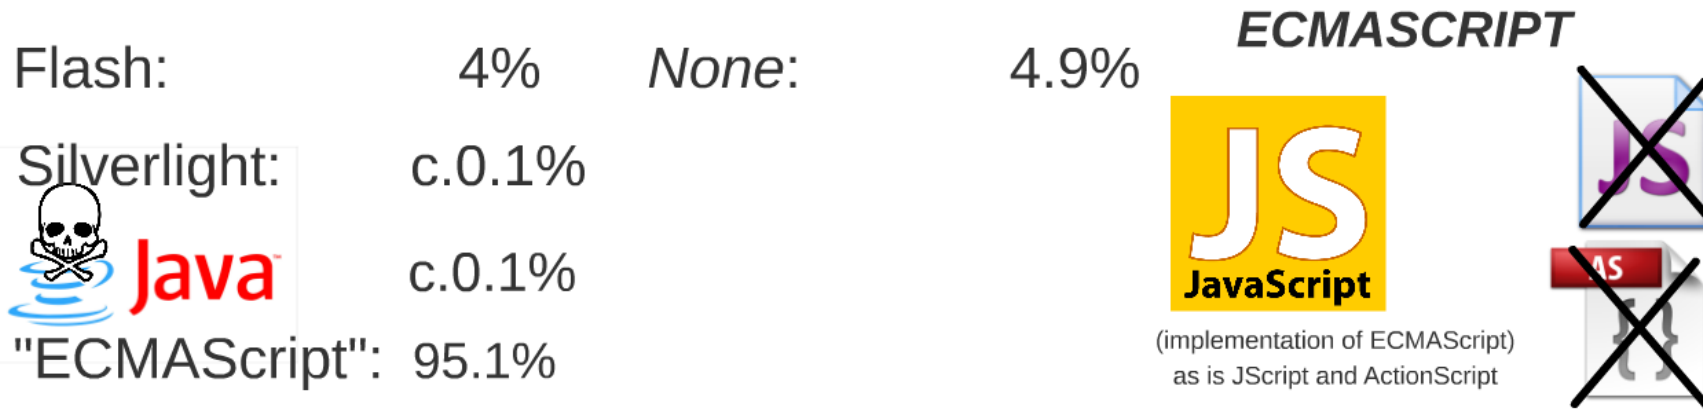 Flash: 4% None: 4.9%
Silverlight: c.0.1%
Java™ c.0.1%
"ECMAScript": 95.1%
ECMASCRIPT
JS
JavaScript
(implementation of ECMAScript)
as is JScript and ActionScript
JS
AS
{ }